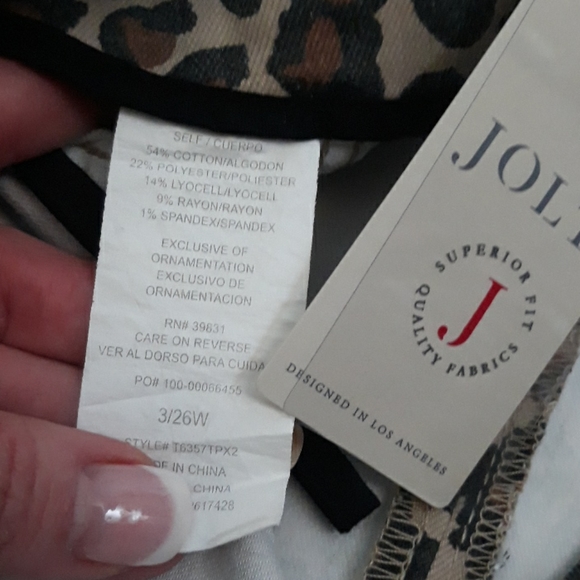 SELF / CUERPO
54% COTTON/ALGODON
22% POLYESTER/POLIESTER
14% LYOCELL/LYOCELL
9% RAYON/RAYON
1% SPANDEX/SPANDEX
EXCLUSIVE OF
ORNAMENTATION
EXCLUSIVO DE
ORNAMENTACION
RN# 39631
CARE ON REVERSE
VER AL DORSO PARA CUIDA
PO# 100-00066455
3/26W
STYLE# T6357TPX2
IN CHINA
CHINA
617428
SUPERIOR FIT
J
QUALITY FABRICS
DESIGNED IN LOS ANGELES